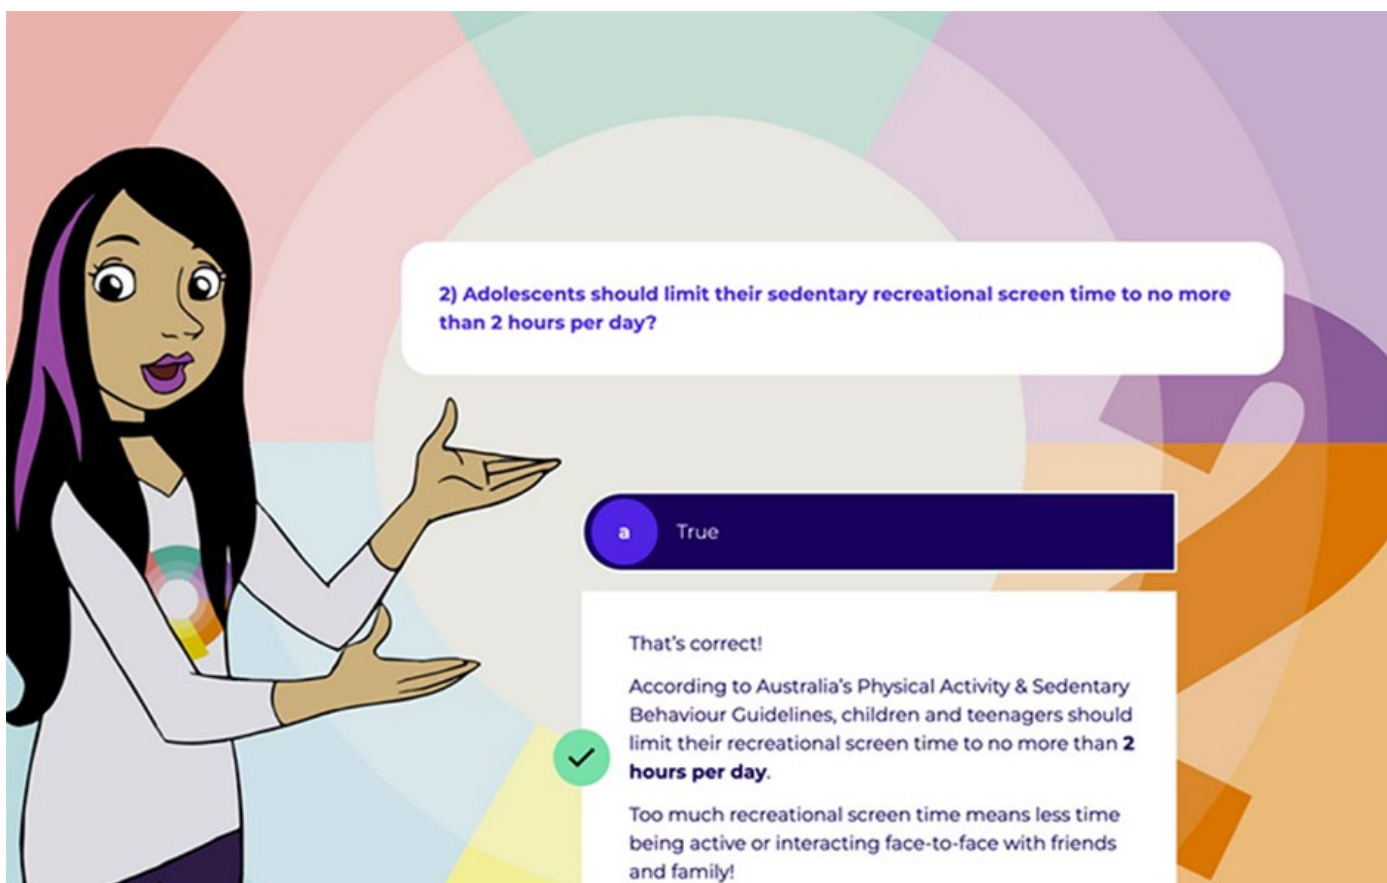 2) Adolescents should limit their sedentary recreational screen time to no more
than 2 hours per day?
a True
That's correct!
According to Australia's Physical Activity & Sedentary
Behaviour Guidelines, children and teenagers should
limit their recreational screen time to no more than 2
hours per day.
Too much recreational screen time means less time
being active or interacting face-to-face with friends
and family!